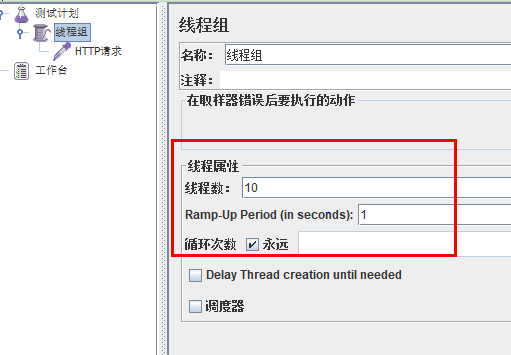 测试计划
线程组
HTTP请求
工作台
线程组
名称： 线程组
注释：
在取样器错误后要执行的动作
线程属性
线程数： 10
Ramp-Up Period (in seconds): 1
循环次数 永远
Delay Thread creation until needed
调度器